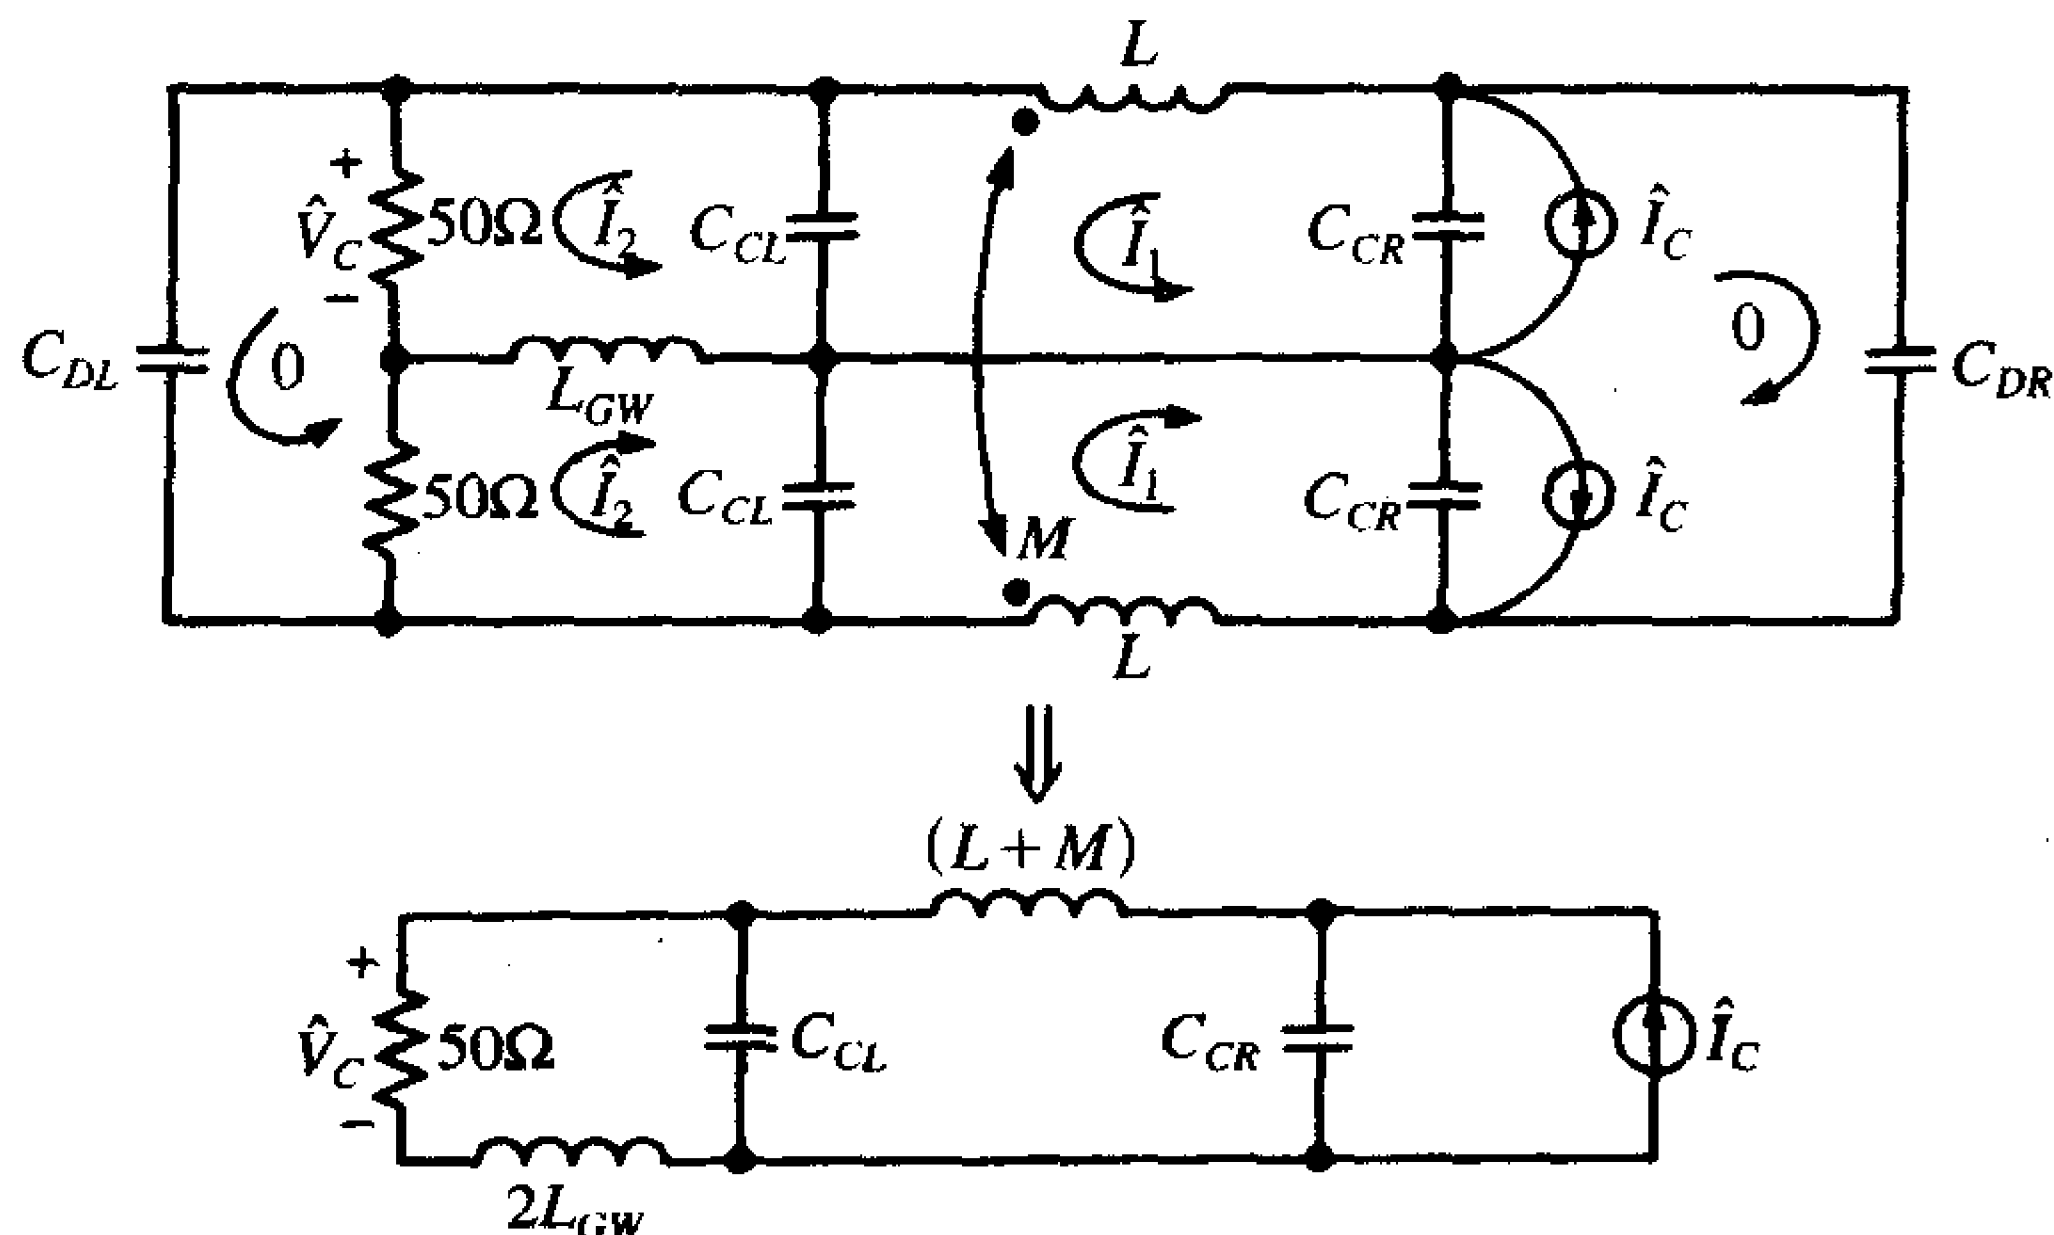 L
+
V̂C
−
50Ω
Î2
CCL
Î1
CCR
ÎC
CDL
0
LGW
0
CDR
50Ω
Î2
CCL
Î1
M
CCR
ÎC
L
(L + M)
+
V̂C
−
50Ω
CCL
CCR
ÎC
2LGW